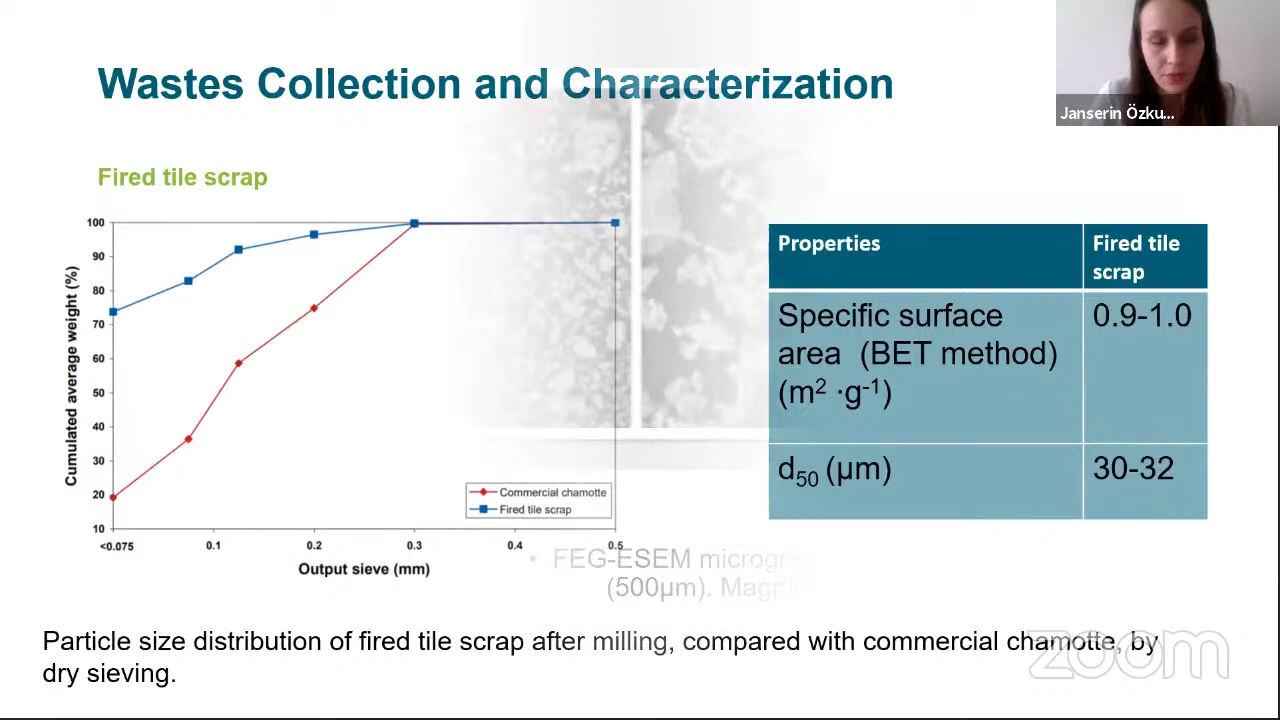 Wastes Collection and Characterization
Janserin Özku...
Fired tile scrap
Cumulated average weight (%)
100
90
80
70
60
50
40
30
20
10
<0.075
0.1
0.2
0.3
0.4
0.5
Output sieve (mm)
Commercial chamotte
Fired tile scrap
Properties
Fired tile
scrap
Specific surface
area (BET method)
(m² ·g⁻¹)
0.9-1.0
d₅₀ (µm)
30-32
• FEG-ESEM
(500µm).
Particle size distribution of fired tile scrap after milling, compared with commercial chamotte, by
dry sieving.
zoom